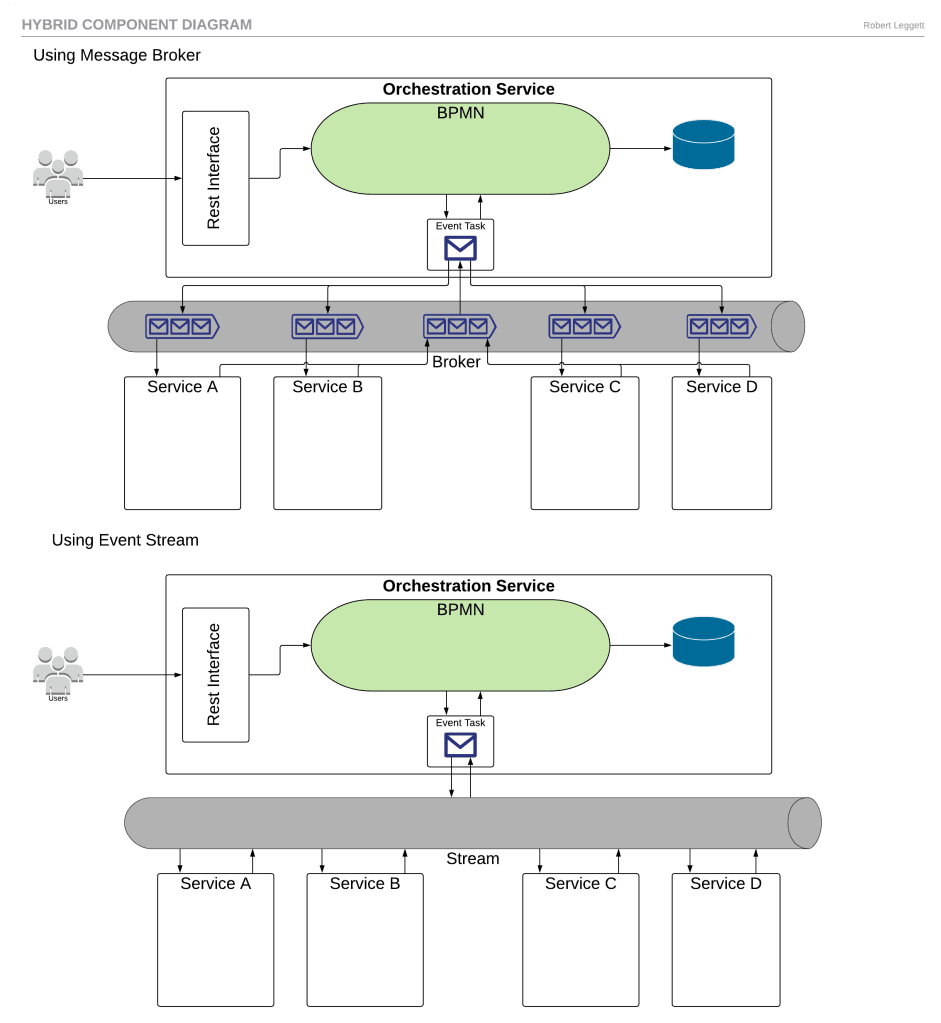 HYBRID COMPONENT DIAGRAM
Robert Leggett
Using Message Broker
Orchestration Service
BPMN
Rest Interface
Users
Event Task
Broker
Service A
Service B
Service C
Service D
Using Event Stream
Orchestration Service
BPMN
Rest Interface
Users
Event Task
Stream
Service A
Service B
Service C
Service D